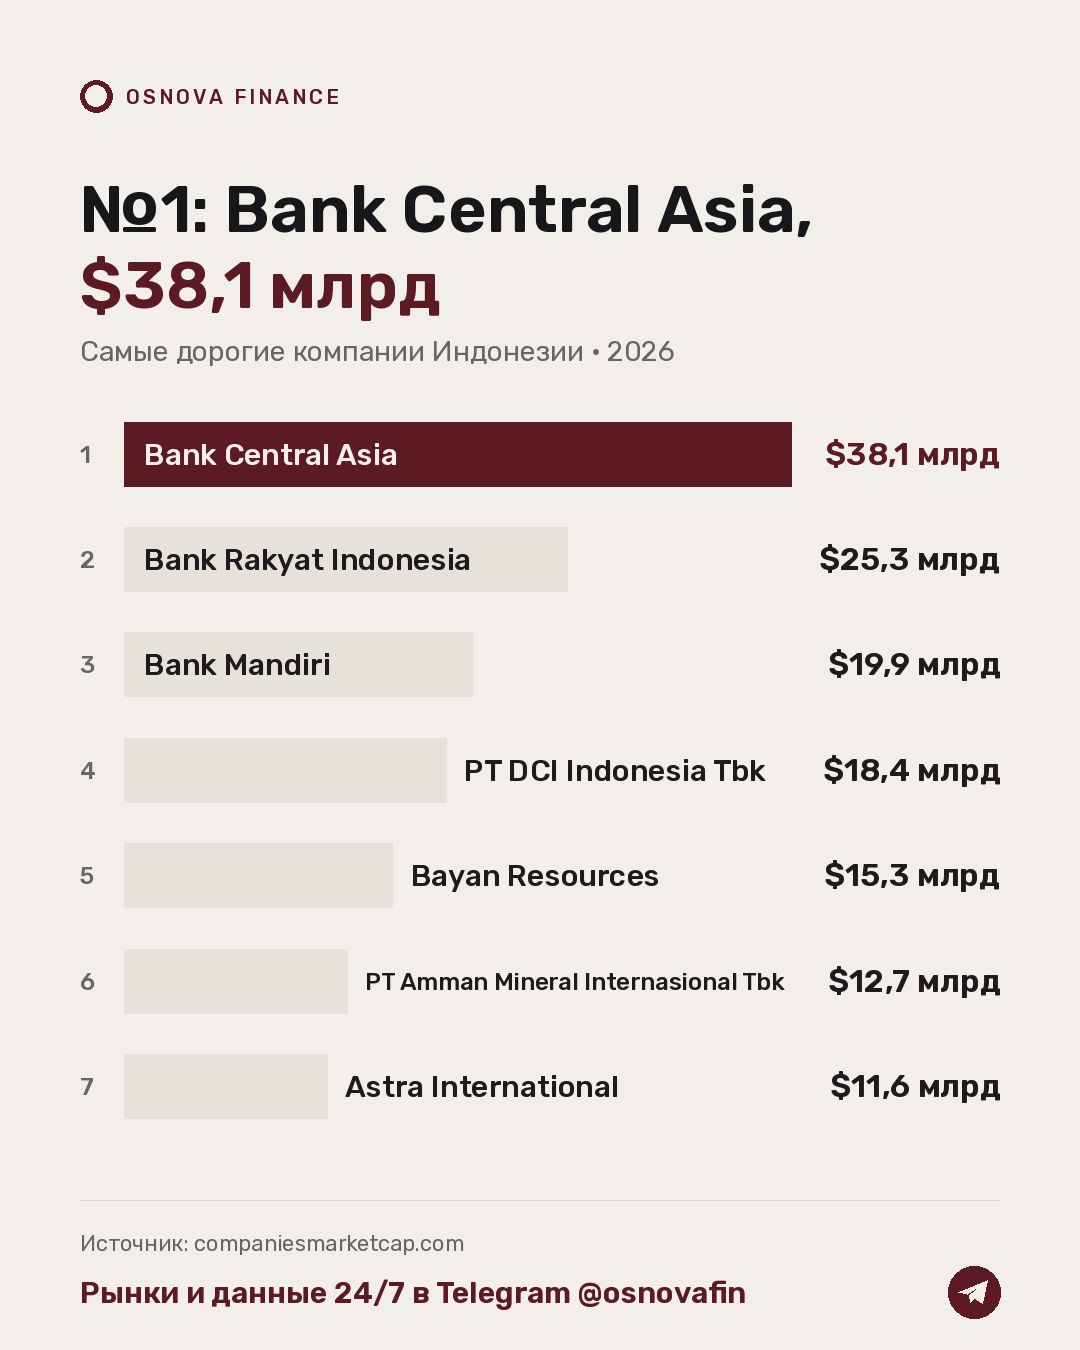 OSNOVA FINANCE
№1: Bank Central Asia,
$38,1 млрд
Самые дорогие компании Индонезии • 2026
1 Bank Central Asia $38,1 млрд
2 Bank Rakyat Indonesia $25,3 млрд
3 Bank Mandiri $19,9 млрд
4 PT DCI Indonesia Tbk $18,4 млрд
5 Bayan Resources $15,3 млрд
6 PT Amman Mineral Internasional Tbk $12,7 млрд
7 Astra International $11,6 млрд
Источник: companiesmarketcap.com
Рынки и данные 24/7 в Telegram @osnovafin